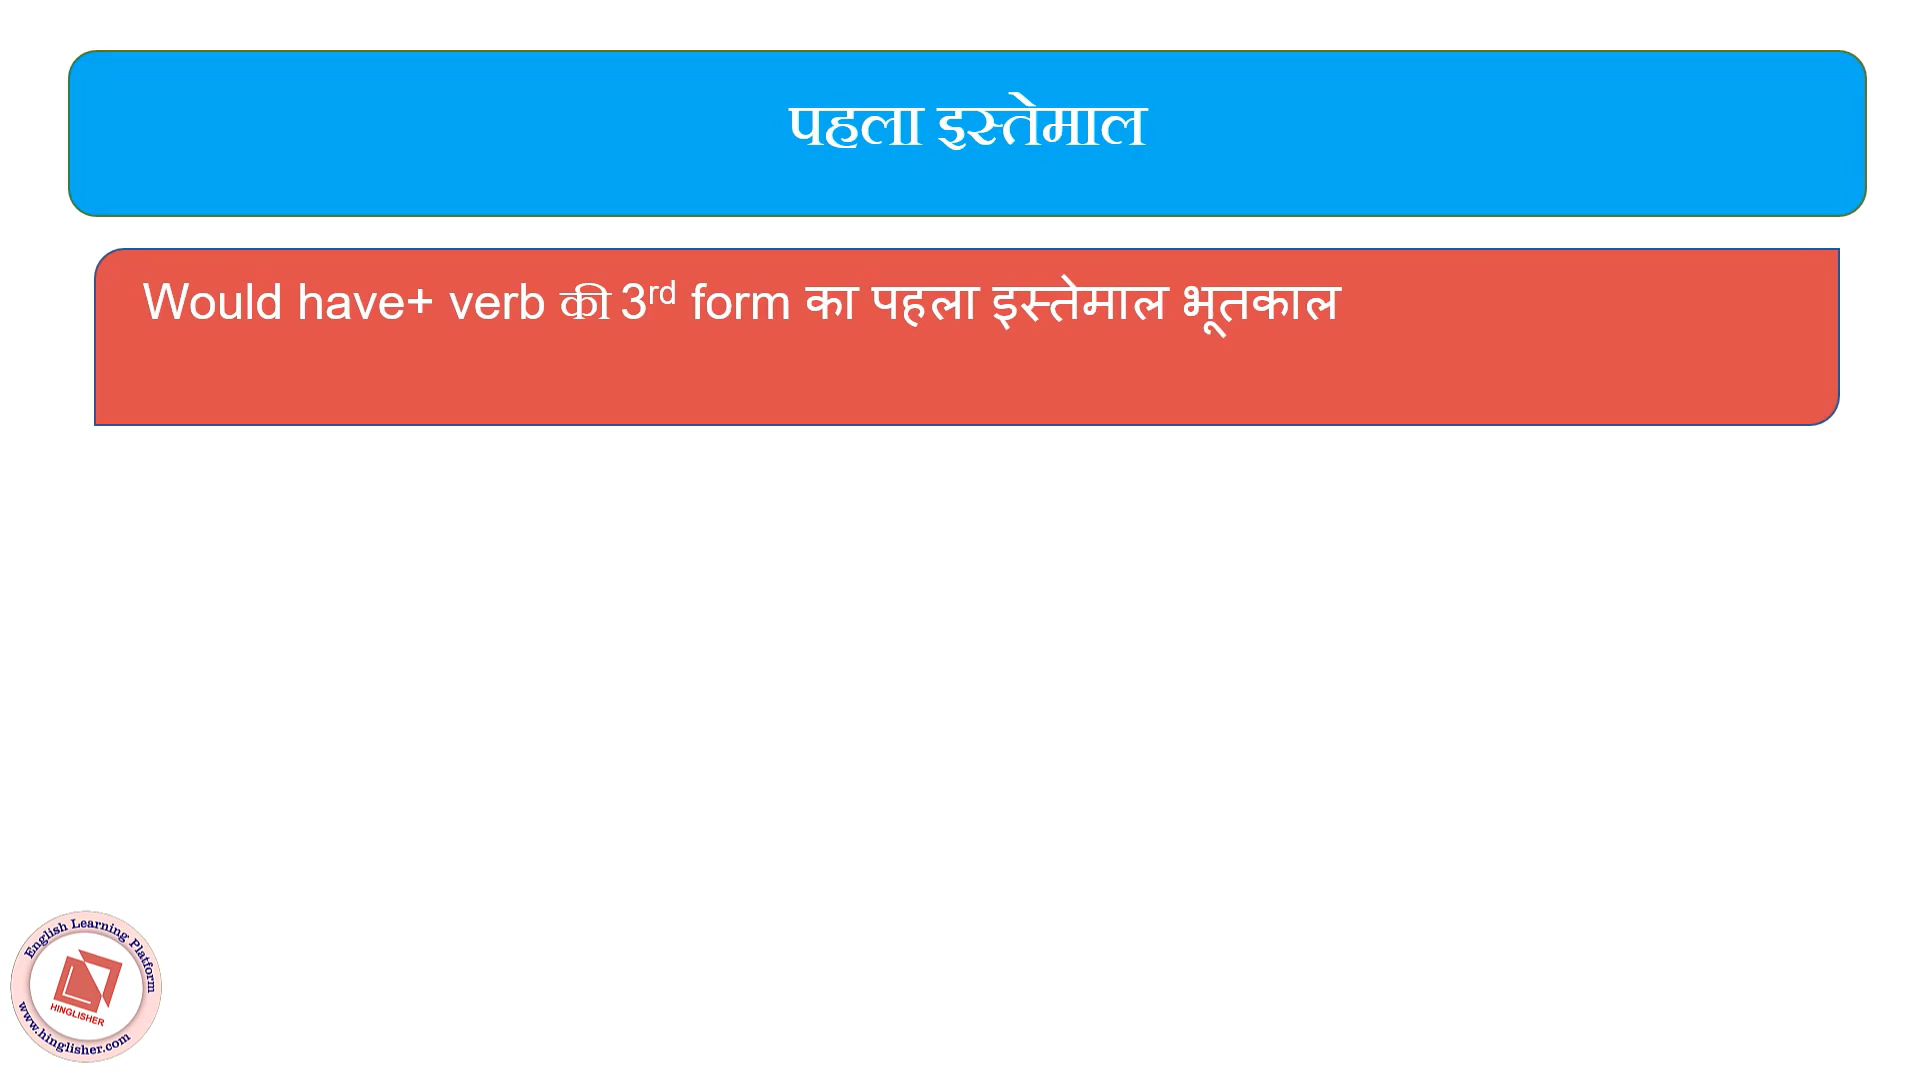 पहला इस्तेमाल
Would have+ verb की 3rd form का पहला इस्तेमाल भूतकाल
English Learning Platform
HINGLISHER
www.hinglisher.com